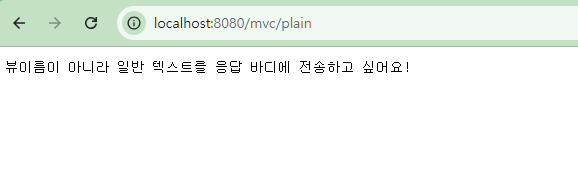 localhost:8080/mvc/plain
뷰이름이 아니라 일반 텍스트를 응답 바디에 전송하고 싶어요!